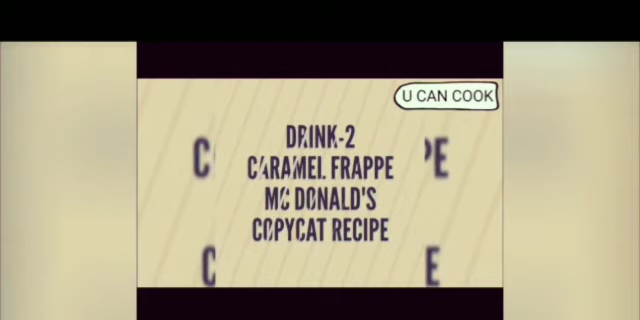 U CAN COOK
DRINK-2
CARAMEL FRAPPE
MC DONALD'S
COPYCAT RECIPE